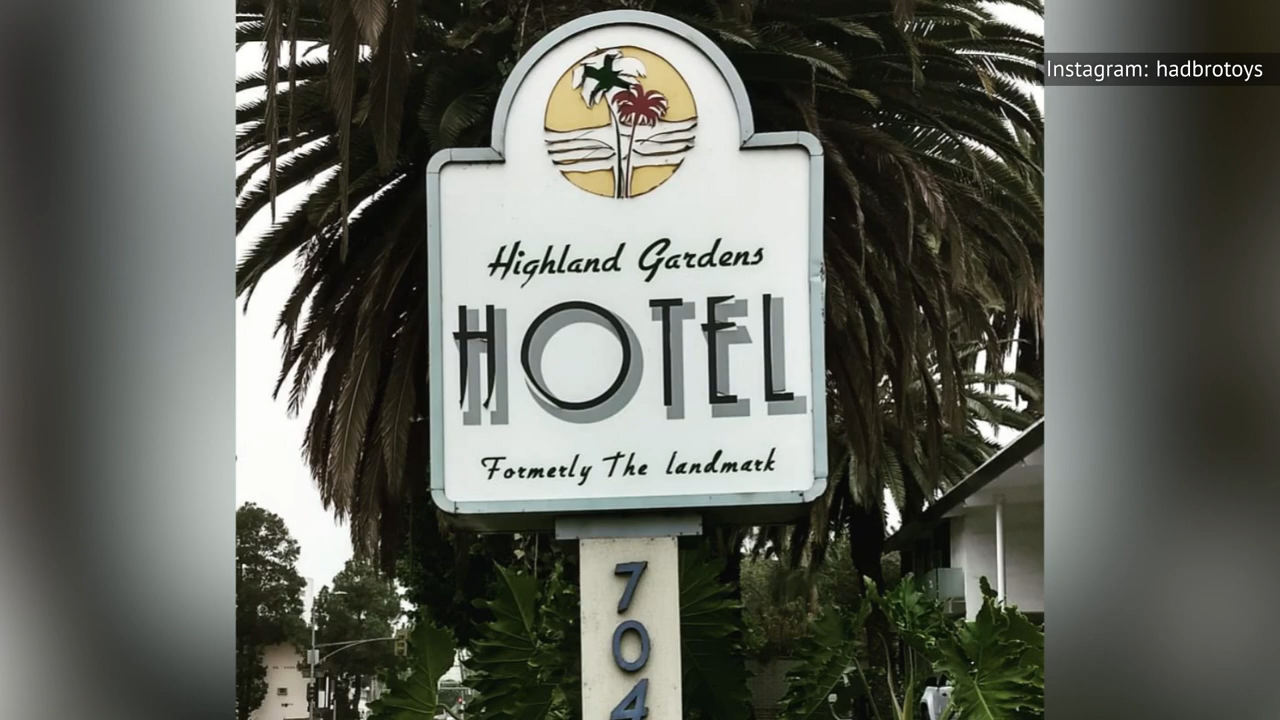 Instagram: hadbrotoys
Highland Gardens
HOTEL
Formerly The landmark
7
0
4